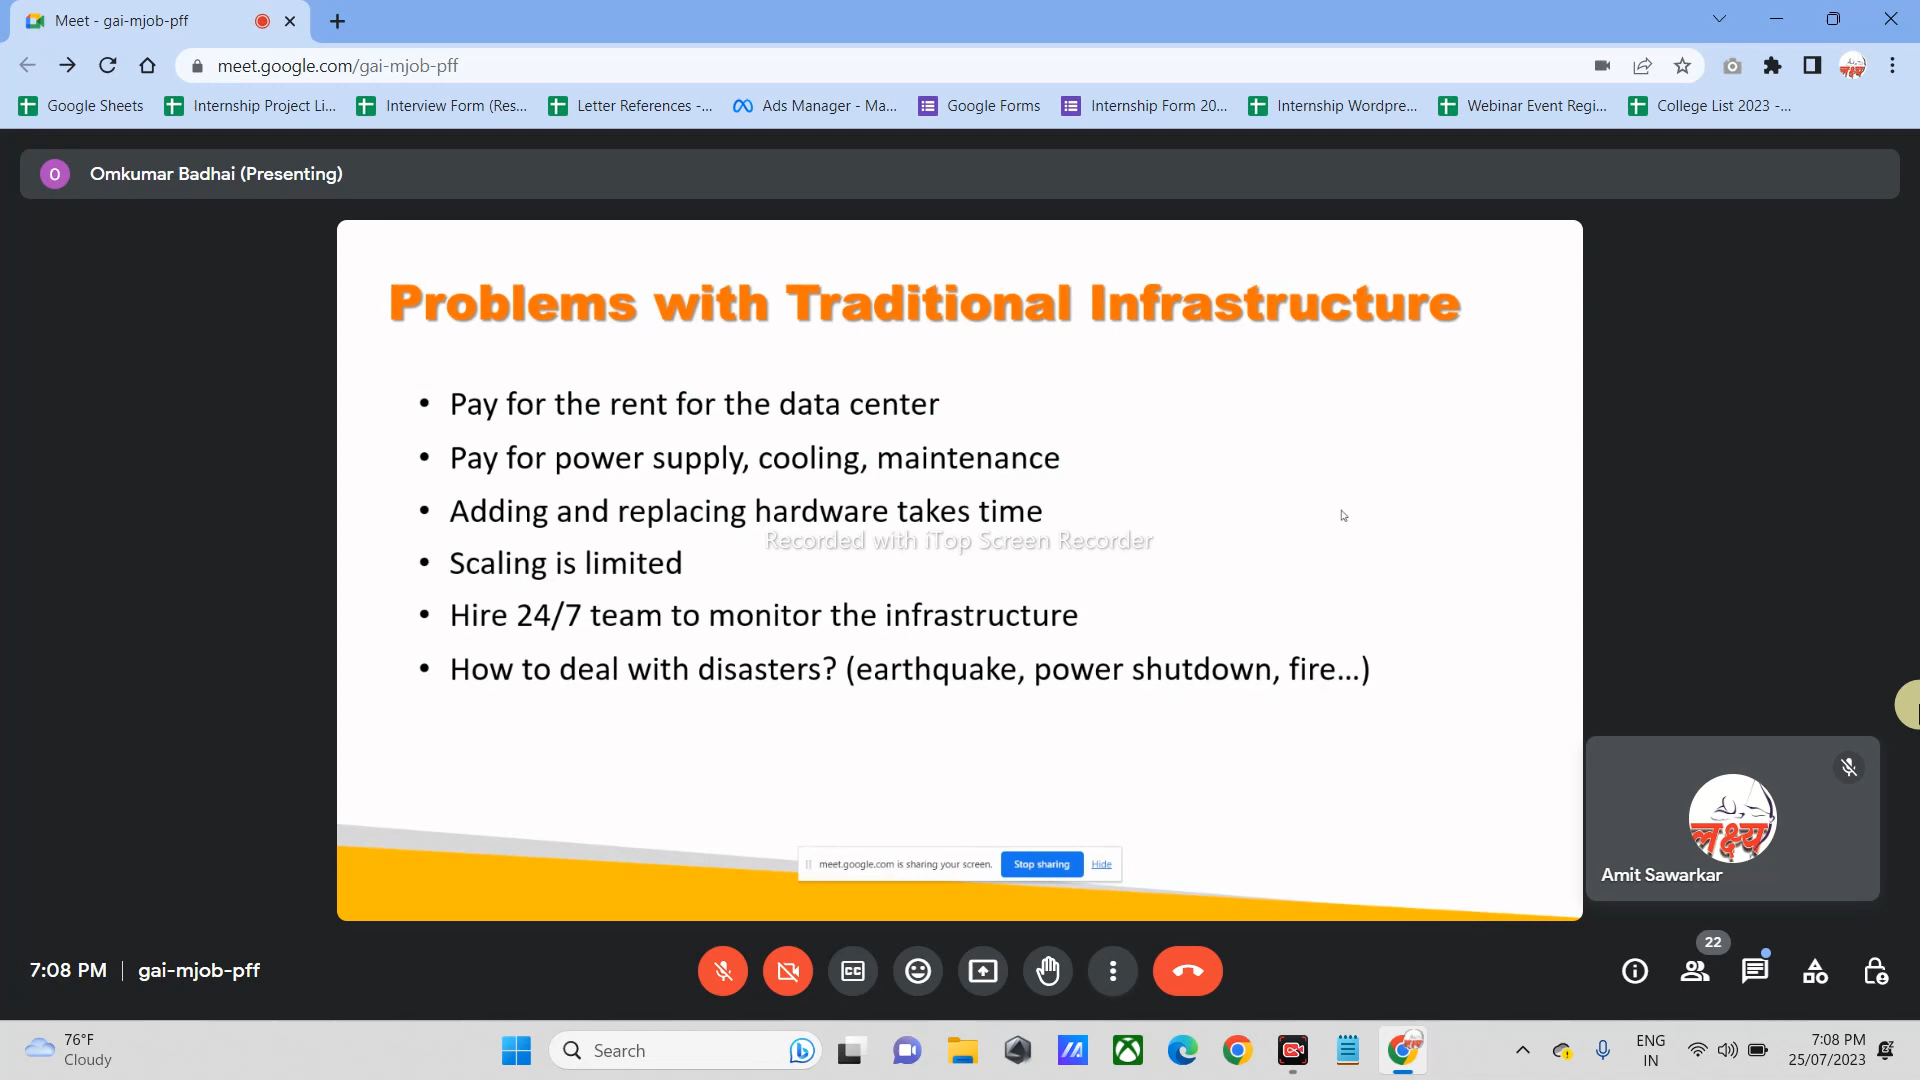 Meet - gai-mjob-pff
meet.google.com/gai-mjob-pff
Google Sheets
Internship Project Li...
Interview Form (Res...
Letter References -...
Ads Manager - Ma...
Google Forms
Internship Form 20...
Internship Wordpre...
Webinar Event Regi...
College List 2023 -...
O
Omkumar Badhai (Presenting)
Problems with Traditional Infrastructure
• Pay for the rent for the data center
• Pay for power supply, cooling, maintenance
• Adding and replacing hardware takes time
Recorded with iTop Screen Recorder
• Scaling is limited
• Hire 24/7 team to monitor the infrastructure
• How to deal with disasters? (earthquake, power shutdown, fire...)
लक्ष्य
Amit Sawarkar
meet.google.com is sharing your screen.
Stop sharing
Hide
7:08 PM | gai-mjob-pff
CC
22
76°F
Cloudy
Search
ENG
IN
7:08 PM
25/07/2023